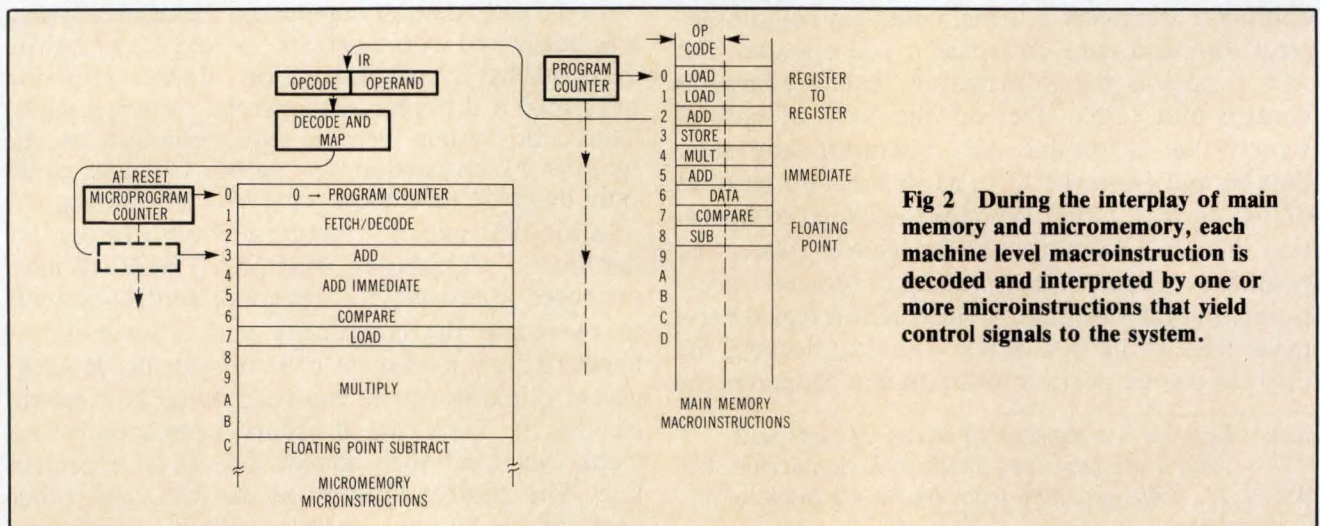 IR
OPCODE OPERAND
DECODE AND
MAP
AT RESET
MICROPROGRAM
COUNTER
0 0 → PROGRAM COUNTER
1 FETCH/DECODE
2
3 ADD
4 ADD IMMEDIATE
5
6 COMPARE
7 LOAD
8
9 MULTIPLY
A
B
C FLOATING POINT SUBTRACT
MICROMEMORY
MICROINSTRUCTIONS
PROGRAM
COUNTER
OP
CODE
0 LOAD
1 LOAD
2 ADD
3 STORE
4 MULT
5 ADD
6 DATA
7 COMPARE
8 SUB
9
A
B
C
D
REGISTER
TO
REGISTER
IMMEDIATE
FLOATING
POINT
MAIN MEMORY
MACROINSTRUCTIONS
Fig 2 During the interplay of main
memory and micromemory, each
machine level macroinstruction is
decoded and interpreted by one or
more microinstructions that yield
control signals to the system.